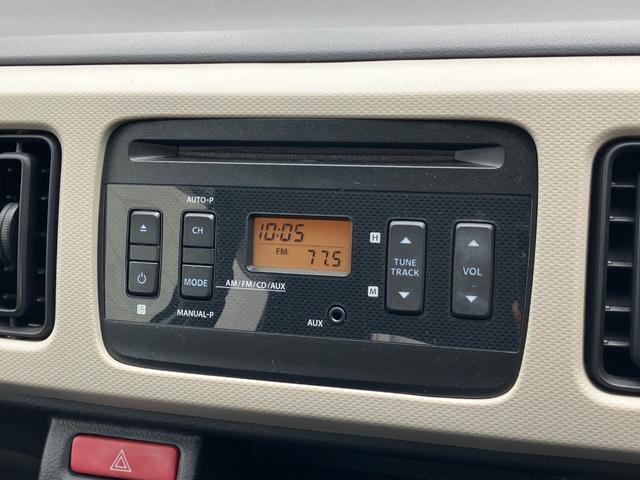 AUTO-P
CH
MODE
AM/FM/CD/AUX
MANUAL-P
10:05
FM 77.5
AUX
H
TUNE
TRACK
M
VOL